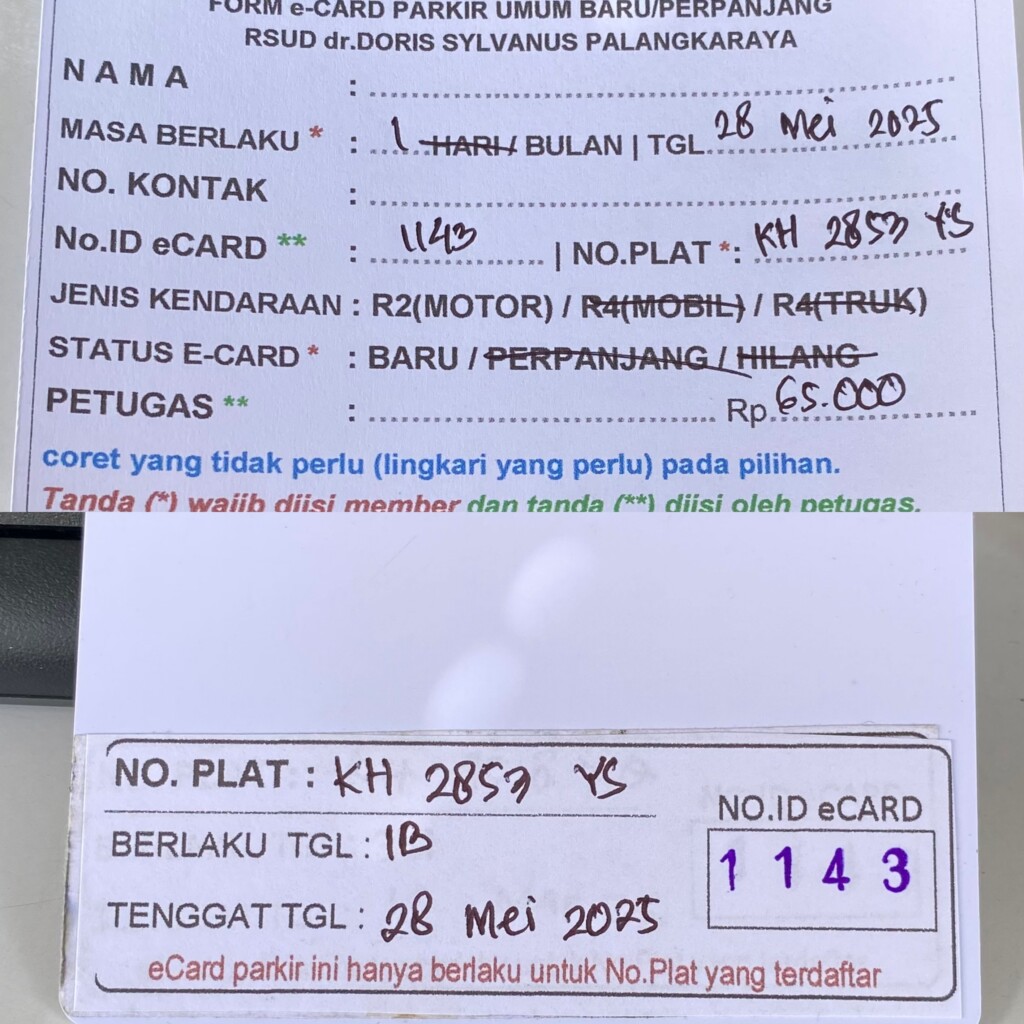 FORM e-CARD PARKIR UMUM BARU/PERPANJANG
RSUD dr.DORIS SYLVANUS PALANGKARAYA
N A M A :
MASA BERLAKU * : 1 HARI / BULAN | TGL. 28 Mei 2025
NO. KONTAK :
No.ID eCARD ** : 1143 | NO.PLAT *: KH 2853 YS
JENIS KENDARAAN : R2(MOTOR) / R4(MOBIL) / R4(TRUK)
STATUS E-CARD * : BARU / PERPANJANG / HILANG
PETUGAS ** : Rp 65.000
coret yang tidak perlu (lingkari yang perlu) pada pilihan.
Tanda (*) wajib diisi member dan tanda (**) diisi oleh petugas.
NO. PLAT : KH 2853 YS
BERLAKU TGL : 1B
TENGGAT TGL : 28 Mei 2025
NO.ID eCARD
1 1 4 3
eCard parkir ini hanya berlaku untuk No.Plat yang terdaftar